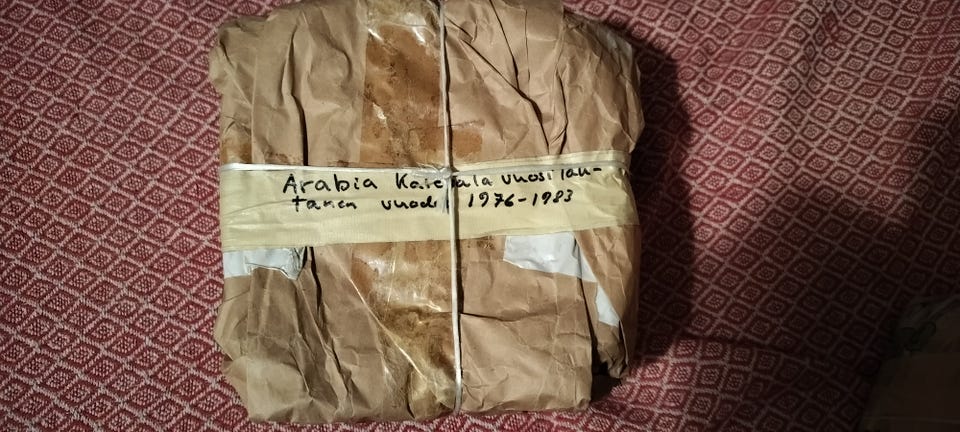 Arabia Kalevala vuosilau-
tanen vuodet 1976-1983